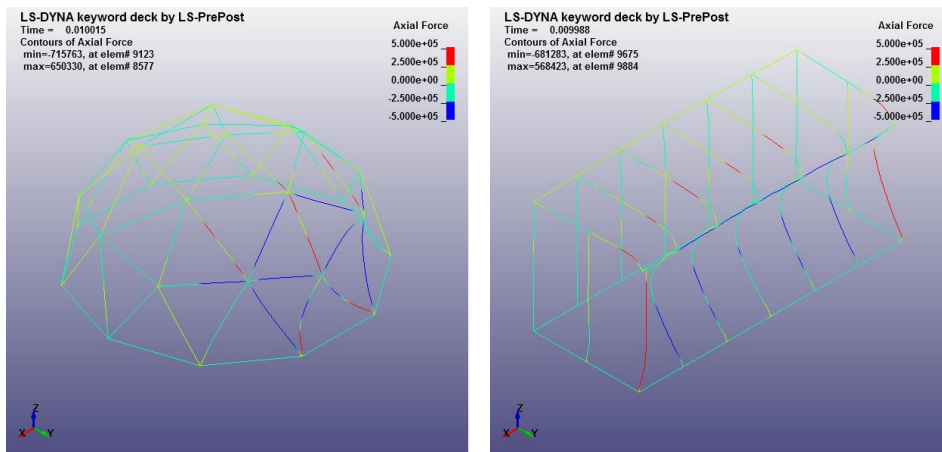 LS-DYNA keyword deck by LS-PrePost
Time = 0.010015
Contours of Axial Force
min=-715763, at elem# 9123
max=650330, at elem# 8577
Axial Force
5.000e+05
2.500e+05
0.000e+00
-2.500e+05
-5.000e+05
Z
X
Y
LS-DYNA keyword deck by LS-PrePost
Time = 0.009988
Contours of Axial Force
min=-681283, at elem# 9675
max=568423, at elem# 9884
Axial Force
5.000e+05
2.500e+05
0.000e+00
-2.500e+05
-5.000e+05
Z
X
Y